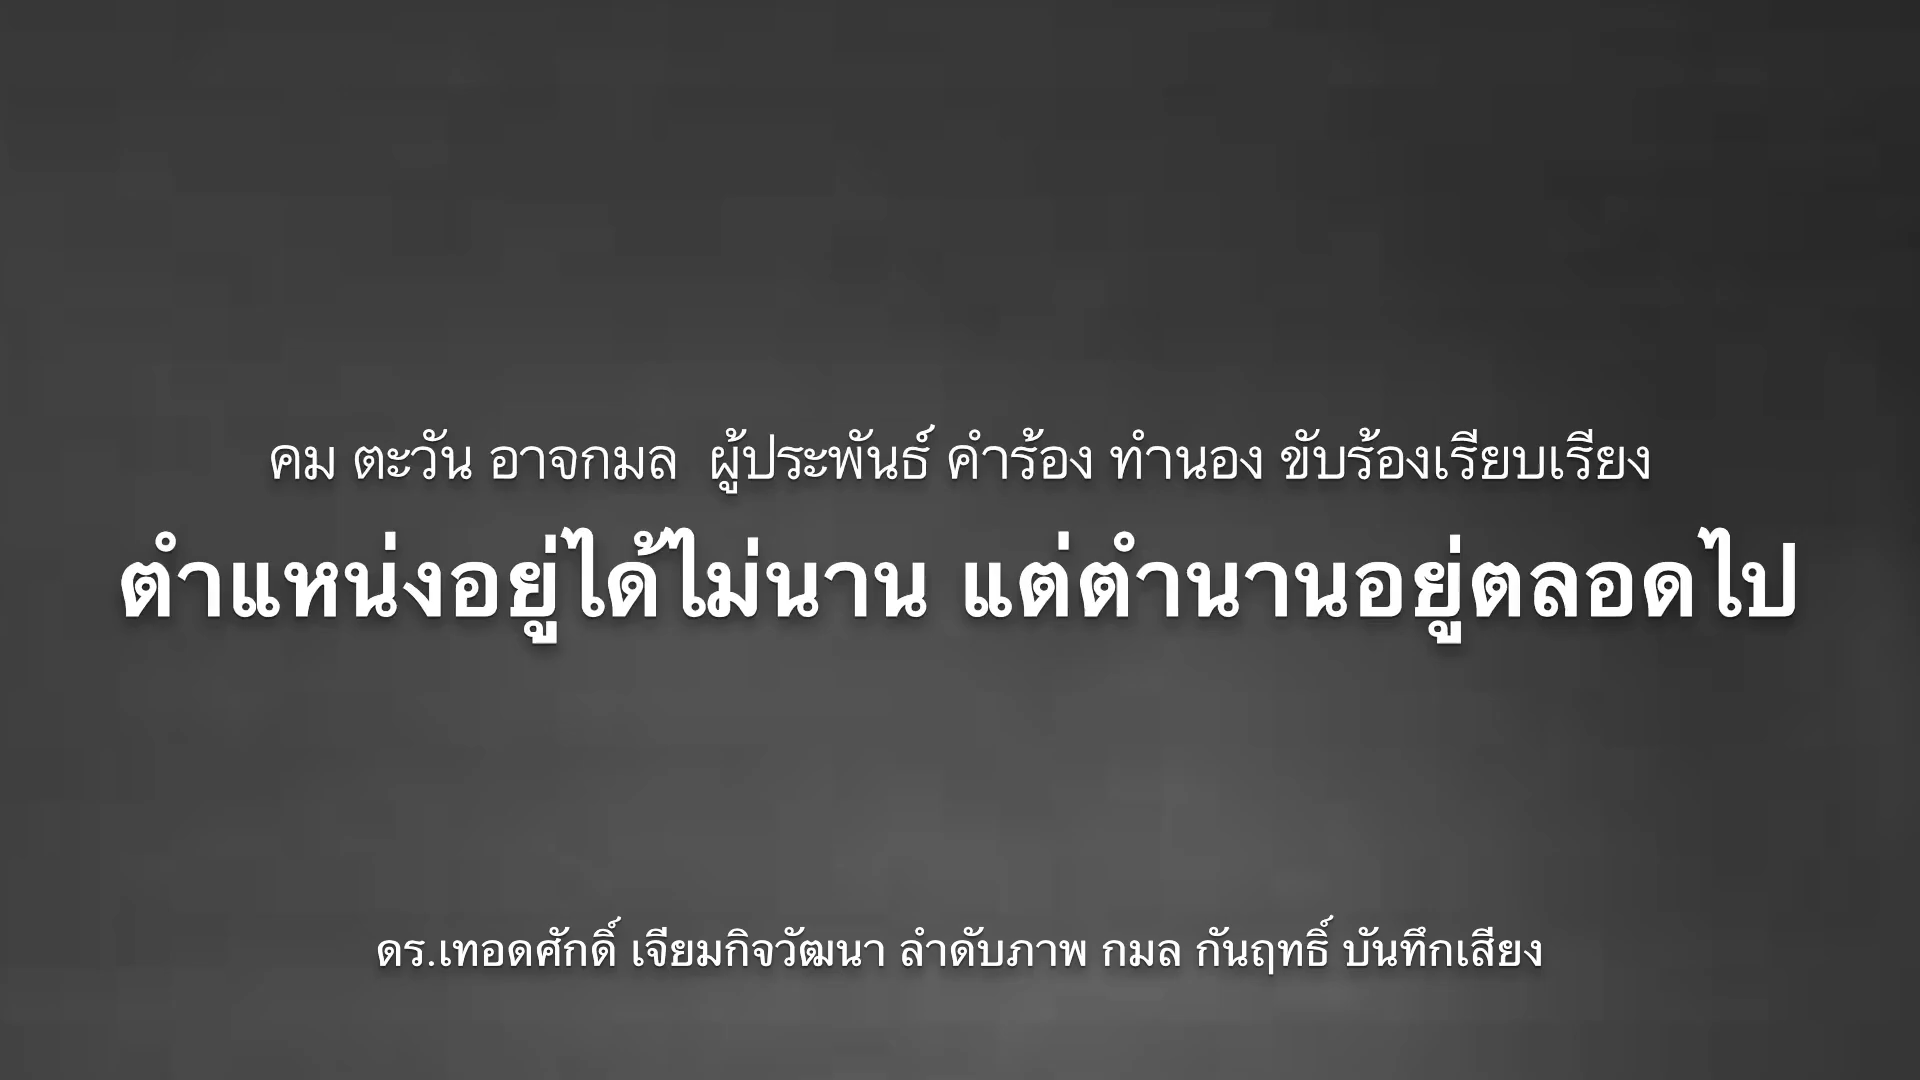 คม ตะวัน อาจกมล  ผู้ประพันธ์ คำร้อง ทำนอง ขับร้องเรียบเรียง
ตำแหน่งอยู่ได้ไม่นาน แต่ตำนานอยู่ตลอดไป
ดร.เทอดศักดิ์ เจียมกิจวัฒนา ลำดับภาพ กมล กันฤทธิ์ บันทึกเสียง